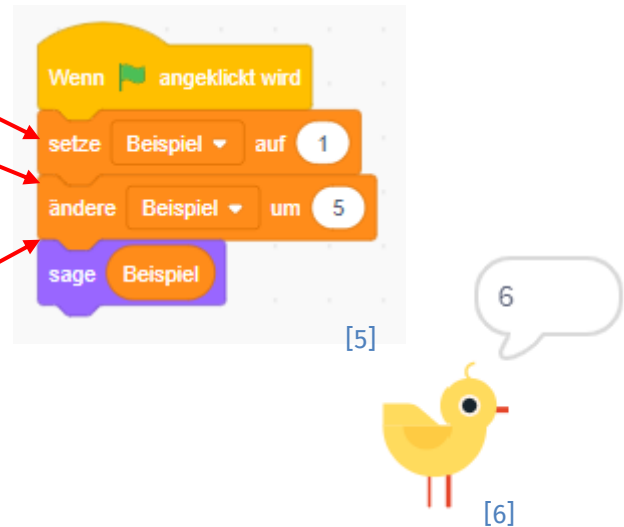 Wenn angeklickt wird
setze Beispiel auf 1
ändere Beispiel um 5
sage Beispiel
[5]
6
[6]